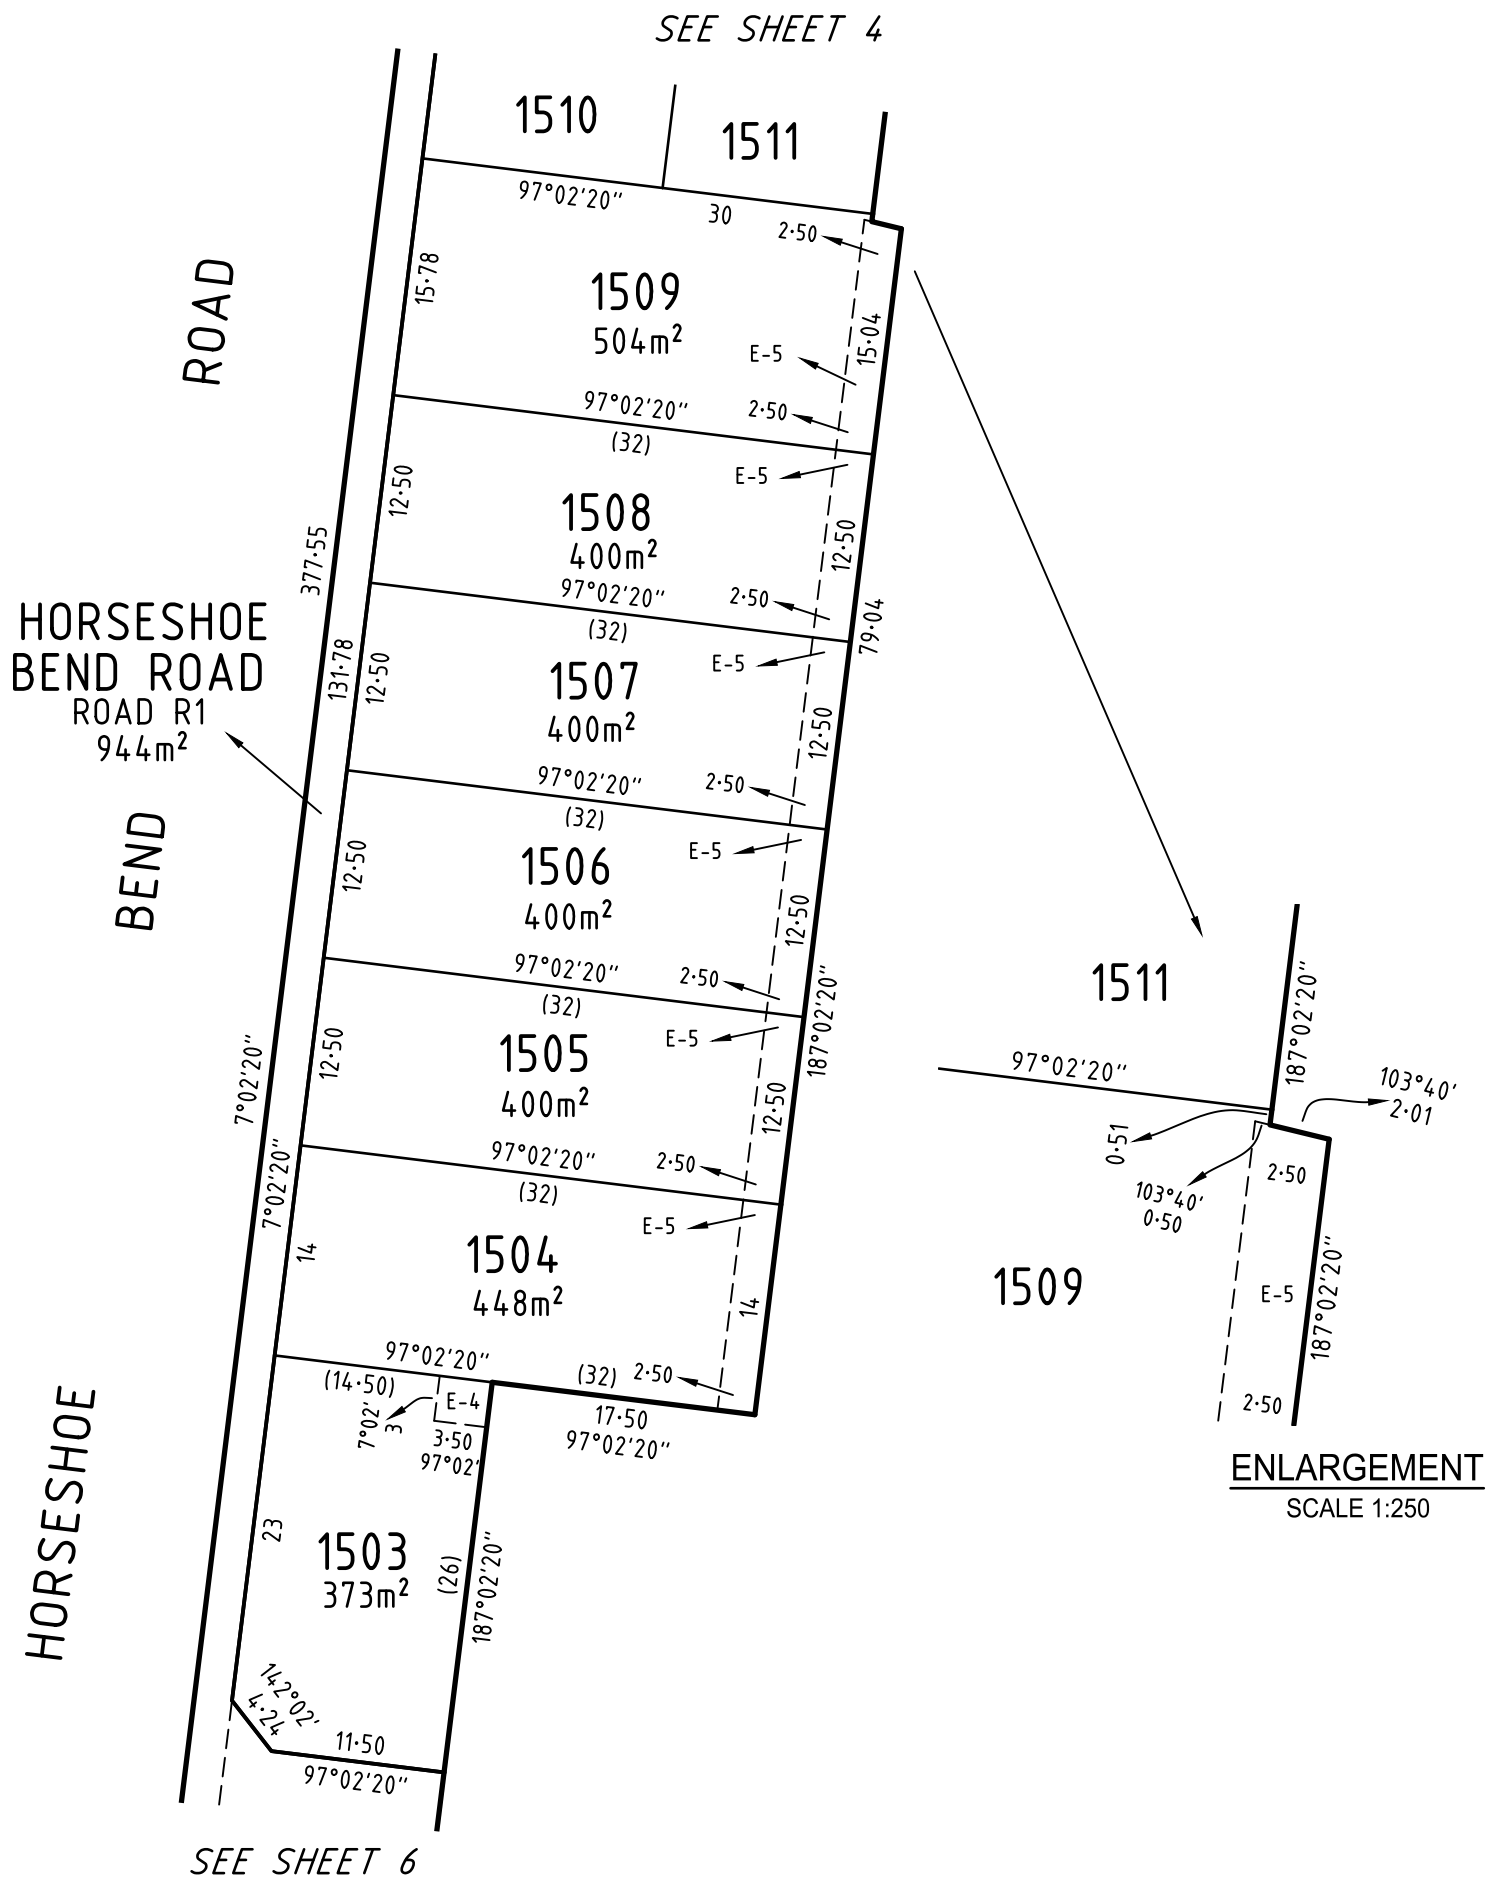 SEE SHEET 4
1510
1511
97°02'20"
30
2·50
15·78
ROAD
1509
504m²
15·04
E-5
97°02'20"
2·50
(32)
E-5
12·50
1508
400m²
12·50
377·55
97°02'20"
2·50
(32)
79·04
HORSESHOE
BEND ROAD
ROAD R1
944m²
131·78
12·50
E-5
1507
400m²
12·50
97°02'20"
2·50
(32)
E-5
BEND
12·50
1506
400m²
12·50
97°02'20"
2·50
(32)
187°02'20"
E-5
7°02'20"
12·50
1505
400m²
12·50
97°02'20"
2·50
(32)
7°02'20"
E-5
14
1504
448m²
14
97°02'20"
(32)
2·50
(14·50)
E-4
7°02'
3
3·50
97°02'
17·50
97°02'20"
HORSESHOE
23
1503
373m²
(26)
187°02'20"
142°02'
4·24
11·50
97°02'20"
SEE SHEET 6
1511
187°02'20"
97°02'20"
103°40'
2·01
0·51
2·50
103°40'
0·50
1509
E-5
187°02'20"
2·50
ENLARGEMENT
SCALE 1:250